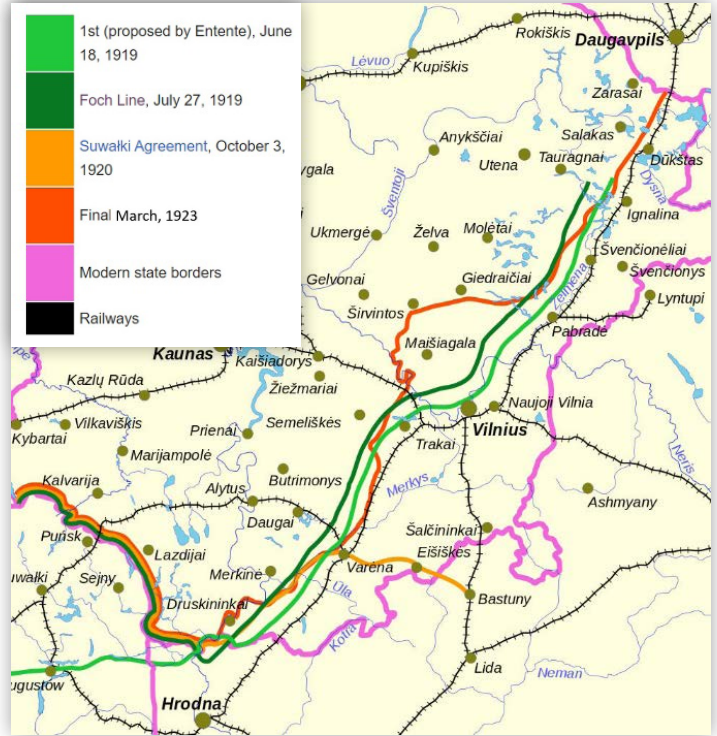 1st (proposed by Entente), June
18, 1919
Foch Line, July 27, 1919
Suwałki Agreement, October 3,
1920
Final March, 1923
Modern state borders
Railways
Rokiškis
Daugavpils
Lėvuo
Kupiškis
Zarasai
Anykščiai
Salakas
Utena
Tauragnai
Dūkštas
Dysna
ygala
Šventoji
Ignalina
Ukmergė
Želva
Molėtai
Švenčionėliai
Gelvonai
Giedraičiai
Švenčionys
Žeimena
Lyntupi
Širvintos
Pabradė
Kaunas
Kaišiadorys
Maišiagala
Kazlų Rūda
Žiežmariai
Naujoji Vilnia
Semeliškės
Vilnius
Kybartai
Vilkaviškis
Prienai
Trakai
Marijampolė
Neris
Butrimonys
Merkys
Kalvarija
Alytus
Ashmyany
Daugai
Šalčininkai
Puńsk
Lazdijai
Varėna
Eišiškės
uwałki
Sejny
Merkinė
Ūla
Bastuny
Druskininkai
Kotra
Lida
Neman
ugustów
Hrodna